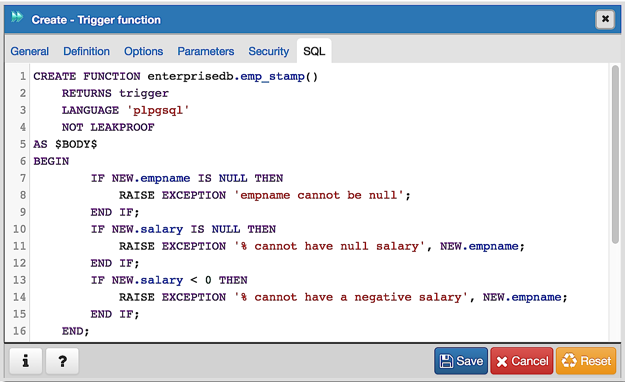 Create - Trigger function
General Definition Options Parameters Security SQL
1 CREATE FUNCTION enterprisedb.emp_stamp()
2 RETURNS trigger
3 LANGUAGE 'plpgsql'
4 NOT LEAKPROOF
5 AS $BODY$
6 BEGIN
7 IF NEW.empname IS NULL THEN
8 RAISE EXCEPTION 'empname cannot be null';
9 END IF;
10 IF NEW.salary IS NULL THEN
11 RAISE EXCEPTION '% cannot have null salary', NEW.empname;
12 END IF;
13 IF NEW.salary < 0 THEN
14 RAISE EXCEPTION '% cannot have a negative salary', NEW.empname;
15 END IF;
16 END;
i ? Save Cancel Reset